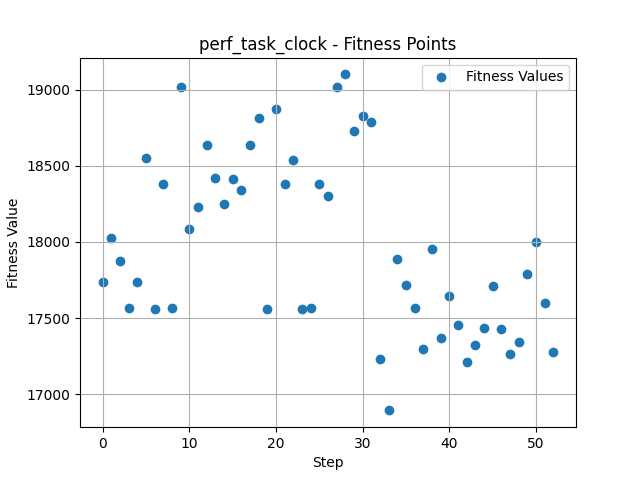 perf_task_clock - Fitness Points
Fitness Values
19000
18500
18000
17500
17000
Fitness Value
0 10 20 30 40 50
Step